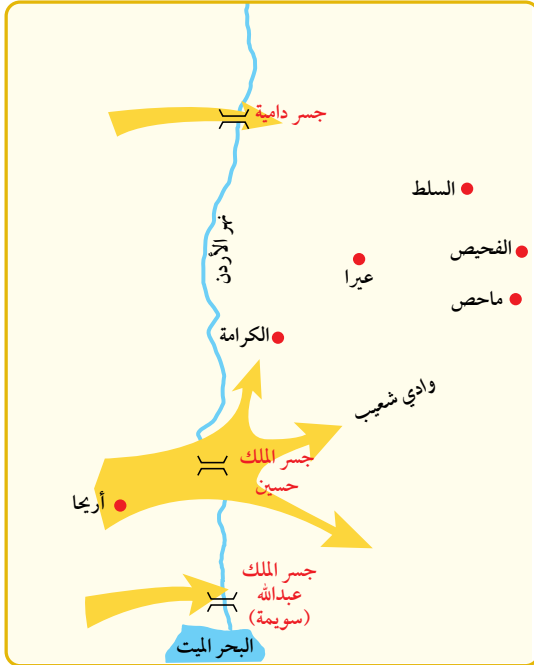 جسر دامية
السلط
الفحيص
نهر الأردن
عيرا
ماحص
الكرامة
وادي شعيب
جسر الملك
حسين
أريحا
جسر الملك
عبدالله
(سويمة)
البحر الميت